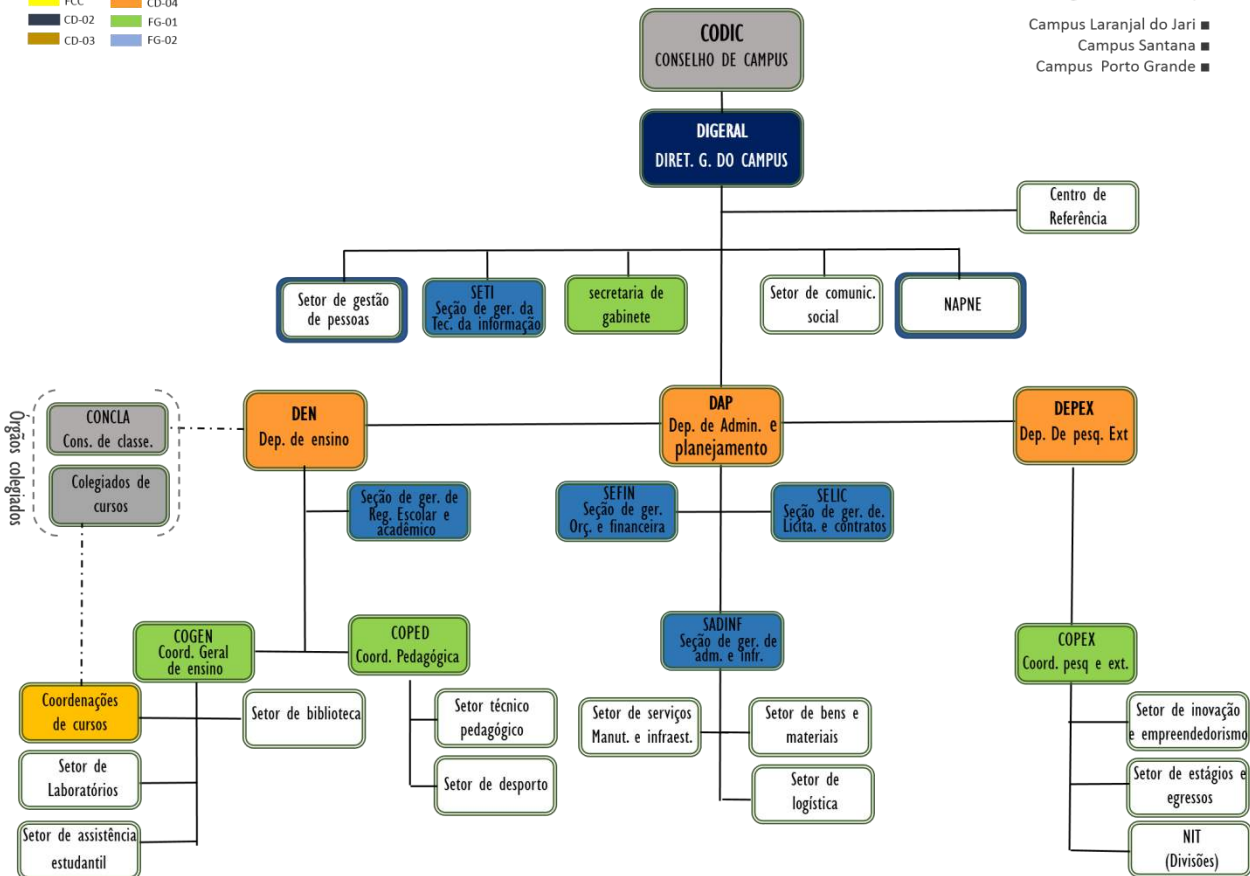 FCC
CD-04
CD-02
FG-01
CD-03
FG-02
Campus Laranjal do Jari
Campus Santana
Campus Porto Grande
CODIC
CONSELHO DE CAMPUS
DIGERAL
DIRET. G. DO CAMPUS
Centro de
Referência
Setor de gestão
de pessoas
SETI
Seção de ger. da
Tec. da informação
secretaria de
gabinete
Setor de comunic.
social
NAPNE
Órgãos colegiados
CONCLA
Cons. de classe.
Colegiados de
cursos
DEN
Dep. de ensino
DAP
Dep. de Admin. e
planejamento
DEPEX
Dep. De pesq. Ext
Seção de ger. de
Reg. Escolar e
acadêmico
SEFIN
Seção de ger.
Orç. e financeira
SELIC
Seção de ger. de.
Licita. e contratos
COGEN
Coord. Geral
de ensino
COPED
Coord. Pedagógica
SADINF
Seção de ger. de
adm. e infr.
COPEX
Coord. pesq e ext.
Coordenações
de cursos
Setor de biblioteca
Setor técnico
pedagógico
Setor de serviços
Manut. e infraest.
Setor de bens e
materiais
Setor de inovação
e empreendedorismo
Setor de
Laboratórios
Setor de desporto
Setor de
logística
Setor de estágios e
egressos
Setor de assistência
estudantil
NIT
(Divisões)